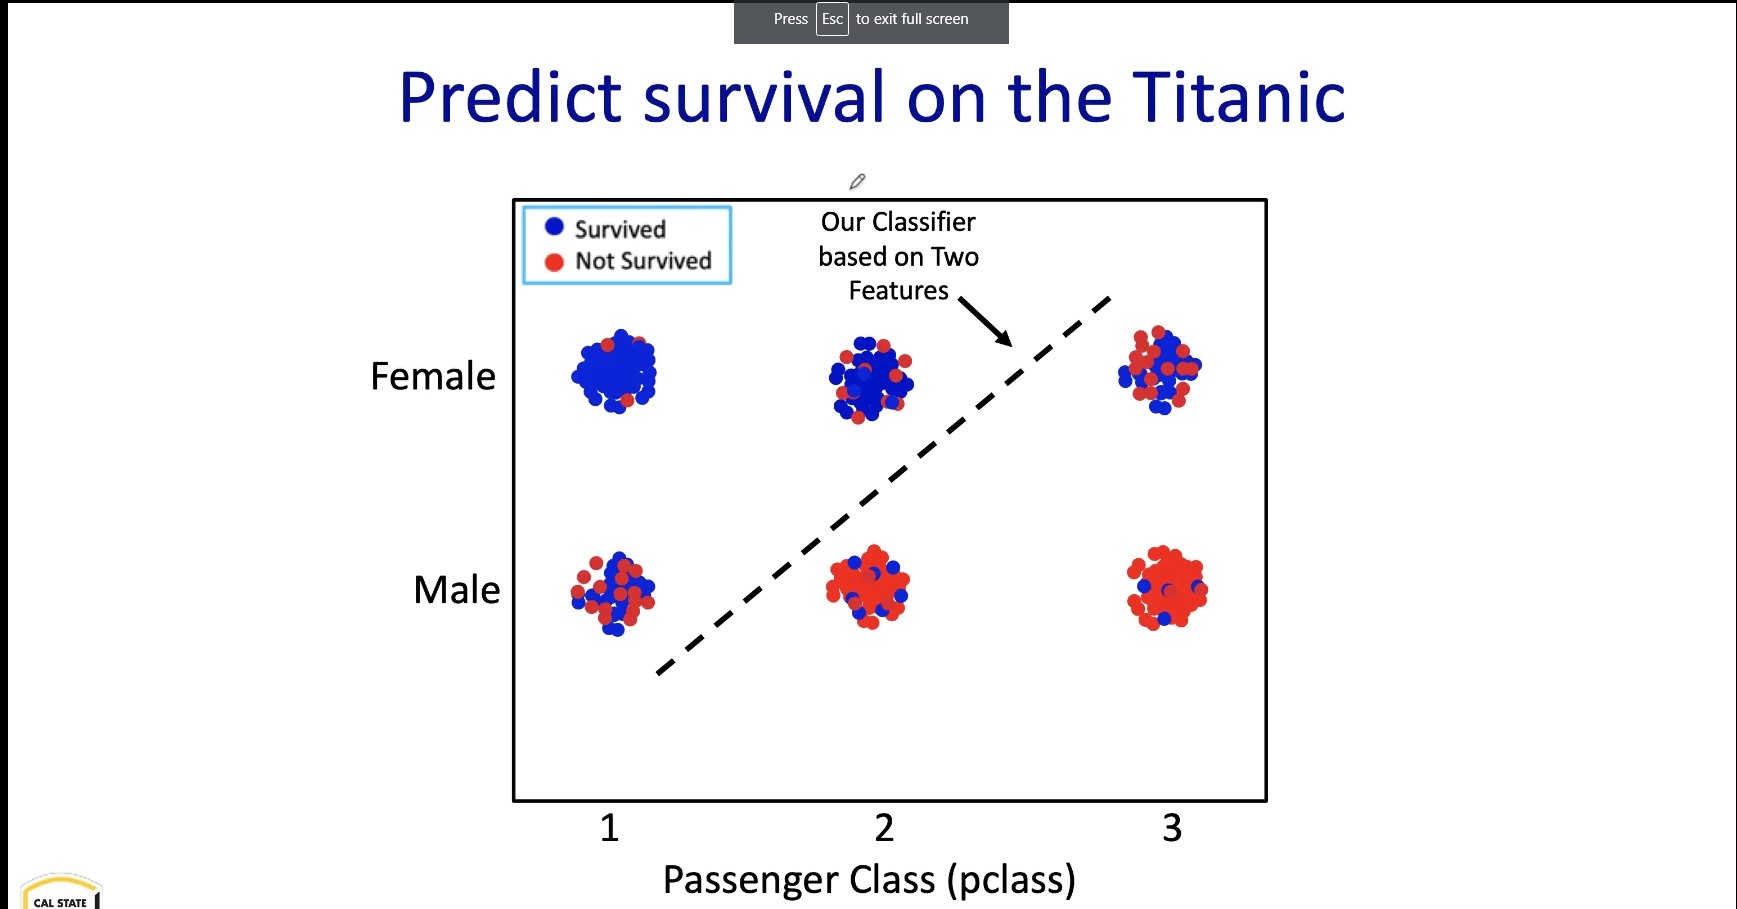 Press Esc to exit full screen
Predict survival on the Titanic
Survived
Not Survived
Our Classifier
based on Two
Features
Female
Male
1 2 3
Passenger Class (pclass)
CAL STATE